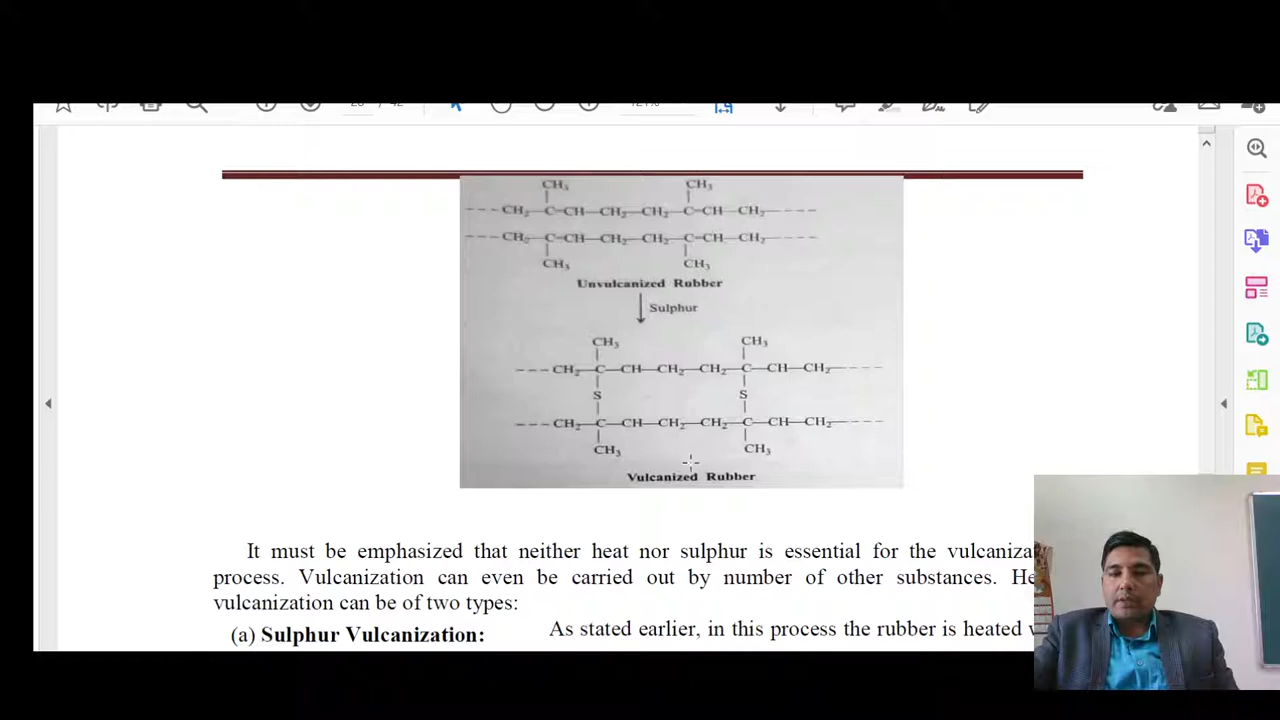 CH3 CH3
---CH2—C=CH—CH2—CH2—C=CH—CH2----
---CH2—C=CH—CH2—CH2—C=CH—CH2----
CH3 CH3
Unvulcanized Rubber
Sulphur
CH3 CH3
---CH2—C—CH—CH2—CH2—C—CH—CH2----
S S
---CH2—C—CH—CH2—CH2—C—CH—CH2----
CH3 CH3
Vulcanized Rubber
It must be emphasized that neither heat nor sulphur is essential for the
process. Vulcanization can even be carried out by number of other substances.
vulcanization can be of two types:
(a) Sulphur Vulcanization: As stated earlier, in this process the rubber is heated